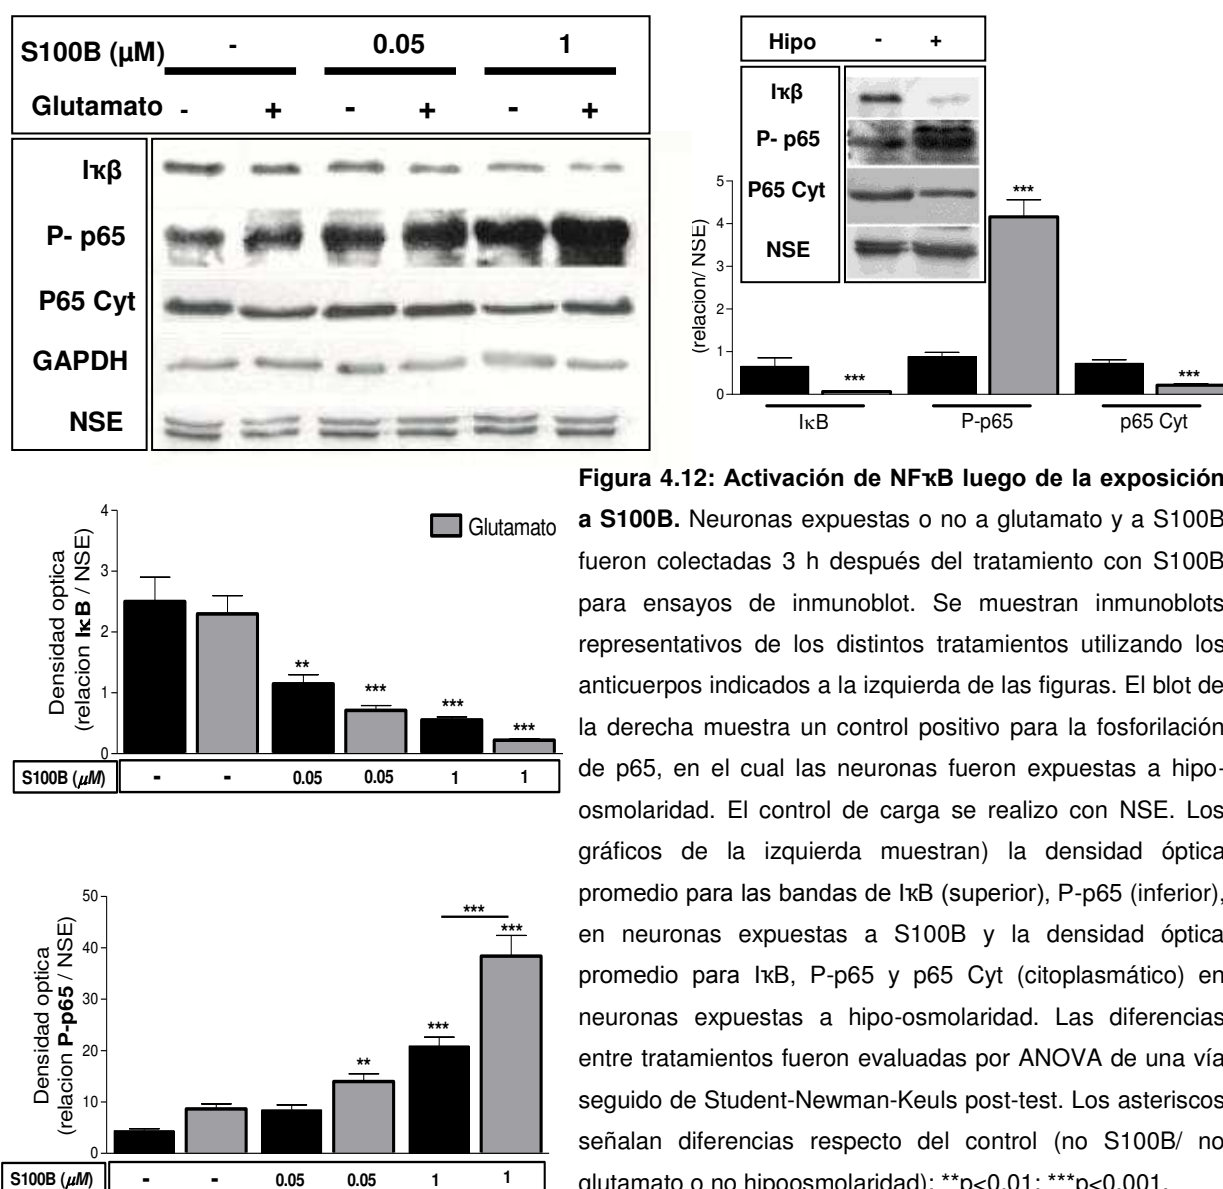 S100B (μM) - 0.05 1
Glutamato - + - + - +
Iκβ
P- p65
P65 Cyt
GAPDH
NSE
Hipo - +
Iκβ
P- p65
P65 Cyt
NSE
(relacion/ NSE)
5
4
3
2
1
0
***
***
***
IκB P-p65 p65 Cyt
Densidad optica
(relacion IκB / NSE)
4
3
2
1
0
Glutamato
**
***
***
***
S100B (μM) - - 0.05 0.05 1 1
Densidad optica
(relacion P-p65 / NSE)
50
40
30
20
10
0
**
***
***
***
S100B (μM) - - 0.05 0.05 1 1
Figura 4.12: Activación de NFκB luego de la exposición
a S100B. Neuronas expuestas o no a glutamato y a S100B
fueron colectadas 3 h después del tratamiento con S100B
para ensayos de inmunoblot. Se muestran inmunoblots
representativos de los distintos tratamientos utilizando los
anticuerpos indicados a la izquierda de las figuras. El blot de
la derecha muestra un control positivo para la fosforilación
de p65, en el cual las neuronas fueron expuestas a hipo-
osmolaridad. El control de carga se realizo con NSE. Los
gráficos de la izquierda muestran) la densidad óptica
promedio para las bandas de IκB (superior), P-p65 (inferior),
en neuronas expuestas a S100B y la densidad óptica
promedio para IκB, P-p65 y p65 Cyt (citoplasmático) en
neuronas expuestas a hipo-osmolaridad. Las diferencias
entre tratamientos fueron evaluadas por ANOVA de una vía
seguido de Student-Newman-Keuls post-test. Los asteriscos
señalan diferencias respecto del control (no S100B/ no
glutamato o no hipoosmolaridad); **p<0.01; ***p<0.001.